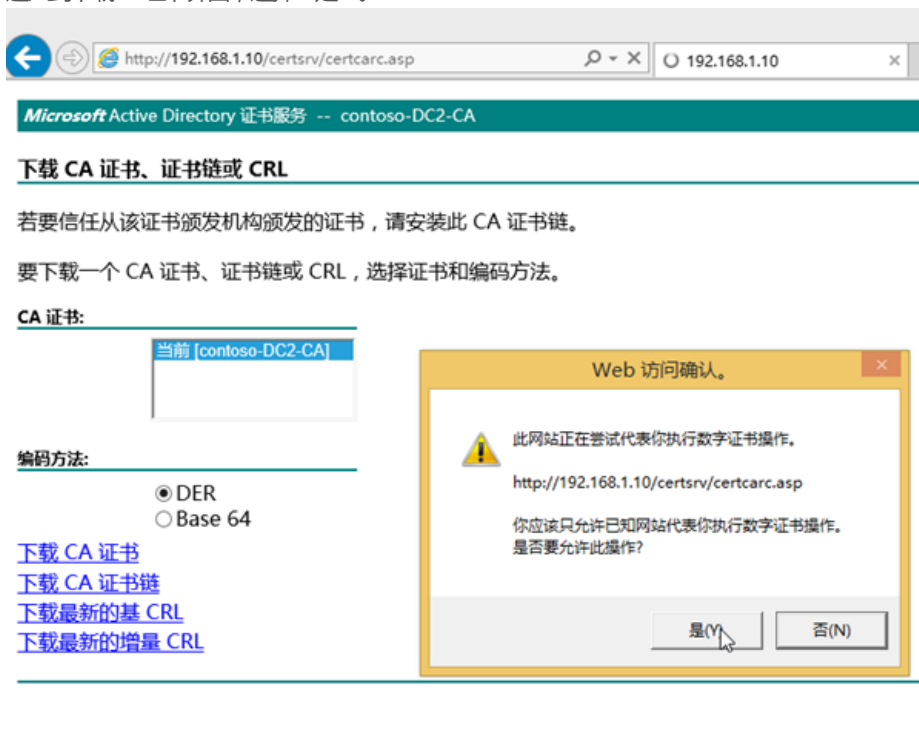 http://192.168.1.10/certsrv/certcarc.asp
192.168.1.10
Microsoft Active Directory 证书服务 -- contoso-DC2-CA
下载 CA 证书、证书链或 CRL
若要信任从该证书颁发机构颁发的证书，请安装此 CA 证书链。
要下载一个 CA 证书、证书链或 CRL，选择证书和编码方法。
CA 证书:
当前 [contoso-DC2-CA]
编码方法:
DER
Base 64
下载 CA 证书
下载 CA 证书链
下载最新的基 CRL
下载最新的增量 CRL
Web 访问确认。
此网站正在尝试代表你执行数字证书操作。
http://192.168.1.10/certsrv/certcarc.asp
你应该只允许已知网站代表你执行数字证书操作。
是否要允许此操作?
是(Y)
否(N)